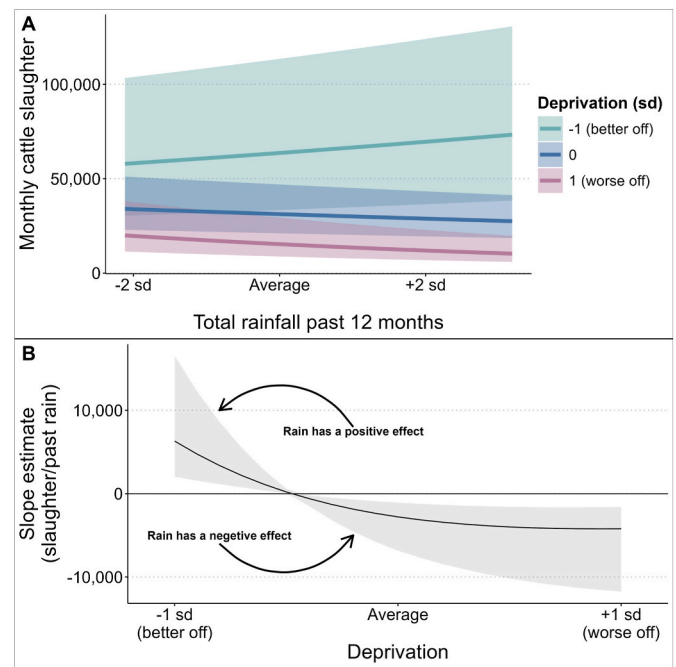 A
Monthly cattle slaughter
100,000
50,000
0
-2 sd
Average
+2 sd
Total rainfall past 12 months
Deprivation (sd)
-1 (better off)
0
1 (worse off)
B
Slope estimate
(slaughter/past rain)
10,000
0
-10,000
Rain has a positive effect
Rain has a negetive effect
-1 sd
(better off)
Average
+1 sd
(worse off)
Deprivation